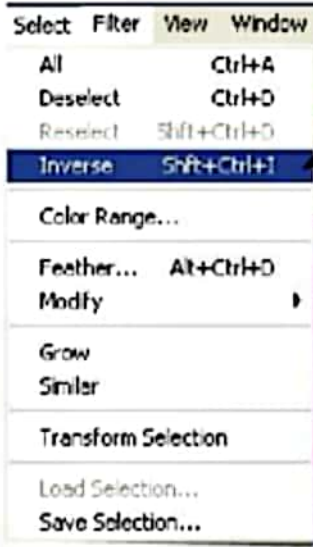 Select Filter View Window
All Ctrl+A
Deselect Ctrl+D
Reselect Shft+Ctrl+D
Inverse Shft+Ctrl+I
Color Range...
Feather... Alt+Ctrl+D
Modify
Grow
Similar
Transform Selection
Load Selection...
Save Selection...